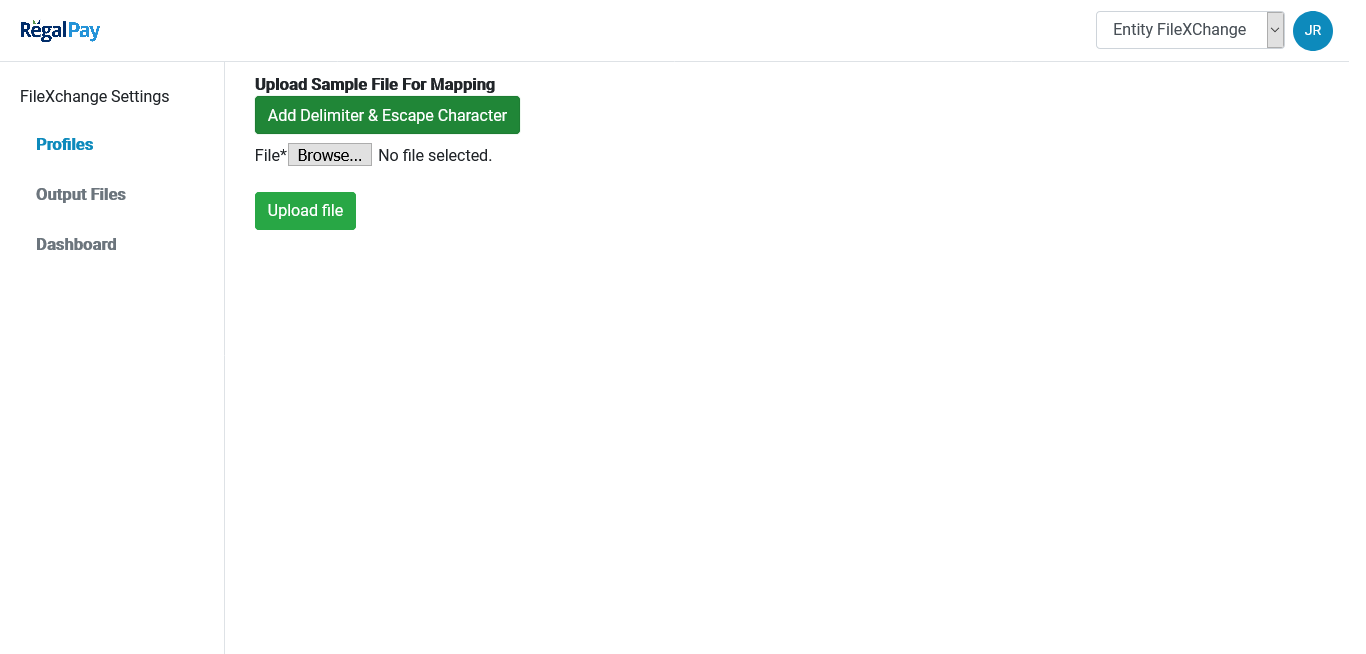 RegalPay
Entity FileXChange
JR
FileXchange Settings
Profiles
Output Files
Dashboard
Upload Sample File For Mapping
Add Delimiter & Escape Character
File* Browse... No file selected.
Upload file